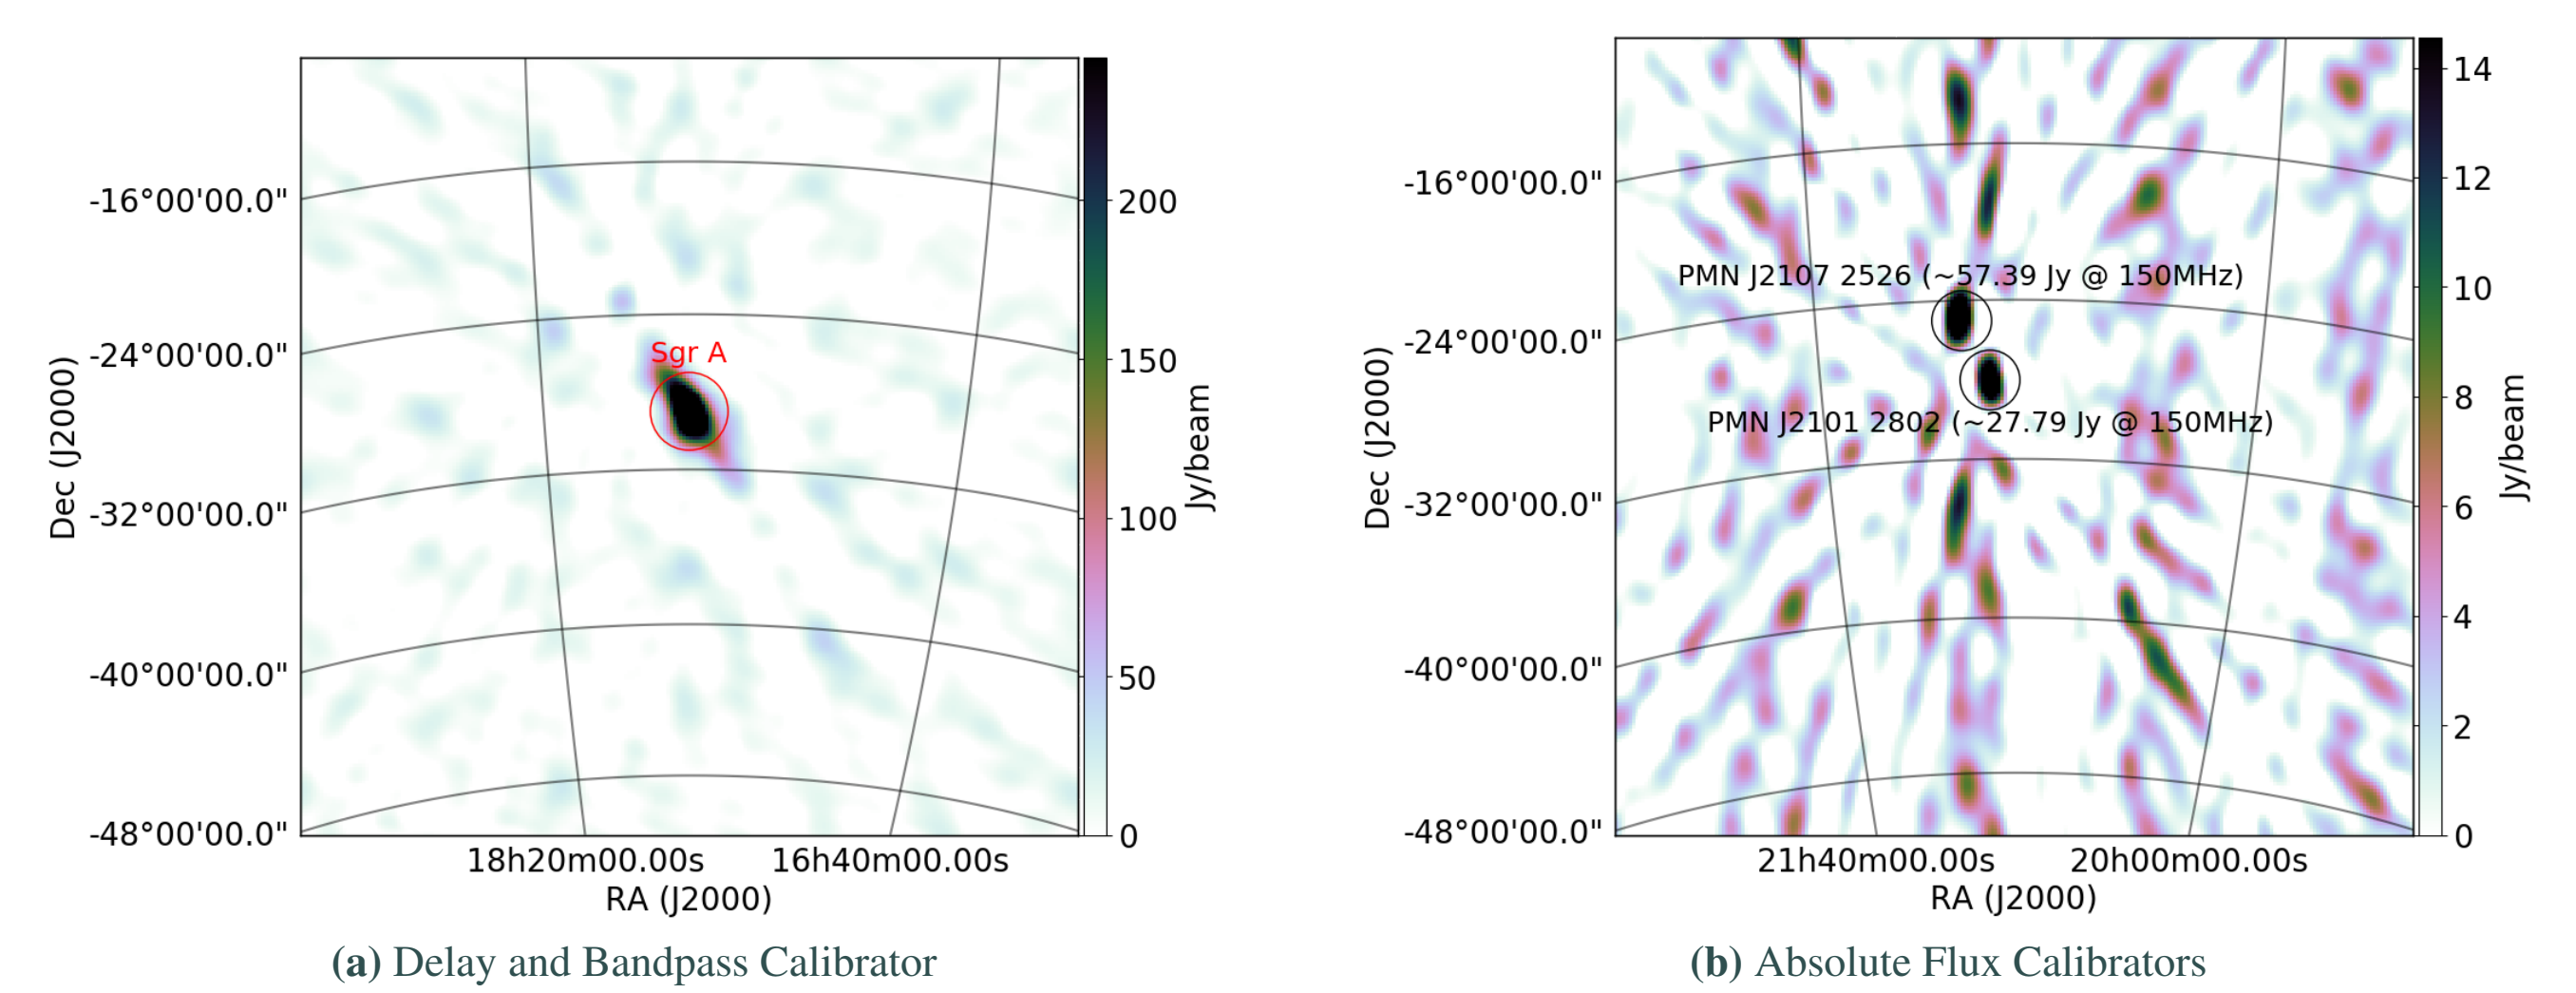 -16°00'00.0"
-24°00'00.0"
-32°00'00.0"
-40°00'00.0"
-48°00'00.0"
Dec (J2000)
Sgr A
18h20m00.00s 16h40m00.00s
RA (J2000)
200
150
100
50
0
Jy/beam
(a) Delay and Bandpass Calibrator
-16°00'00.0"
-24°00'00.0"
-32°00'00.0"
-40°00'00.0"
-48°00'00.0"
Dec (J2000)
PMN J2107 2526 (~57.39 Jy @ 150MHz)
PMN J2101 2802 (~27.79 Jy @ 150MHz)
21h40m00.00s 20h00m00.00s
RA (J2000)
14
12
10
8
6
4
2
0
Jy/beam
(b) Absolute Flux Calibrators